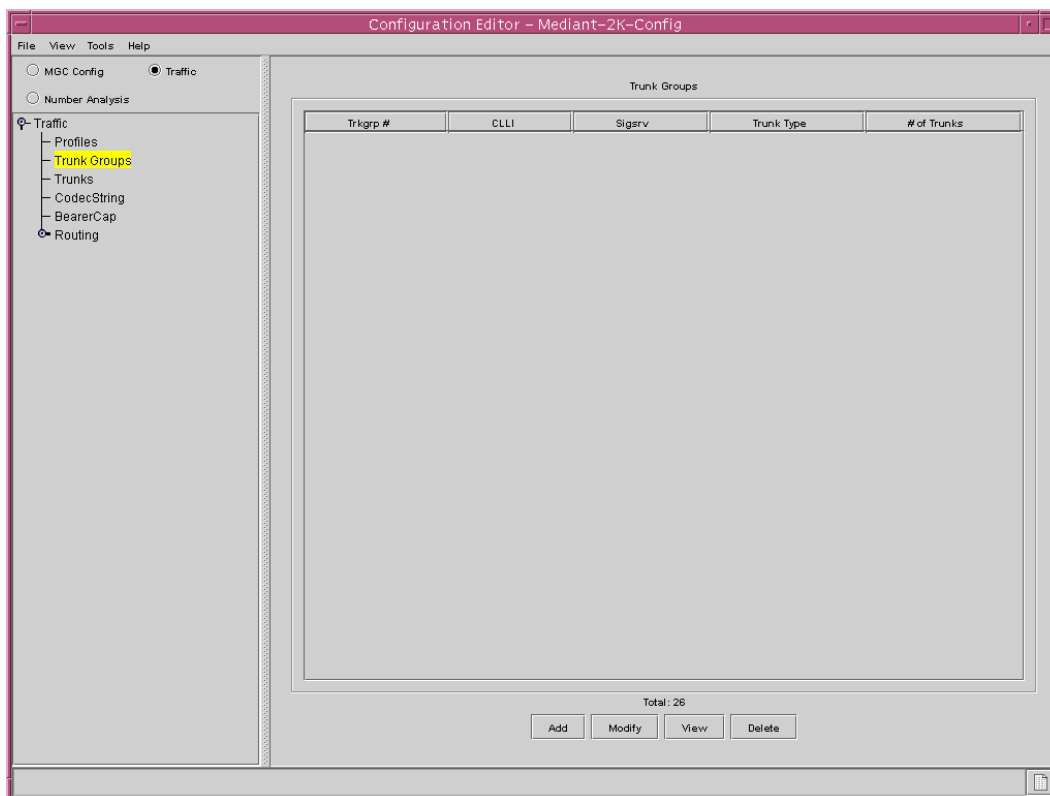 Configuration Editor – Mediant–2K–Config
File View Tools Help
MGC Config Traffic
Number Analysis
Traffic
Profiles
Trunk Groups
Trunks
CodecString
BearerCap
Routing
Trunk Groups
Trkgrp # CLLI Sigsrv Trunk Type # of Trunks
Total: 26
Add Modify View Delete